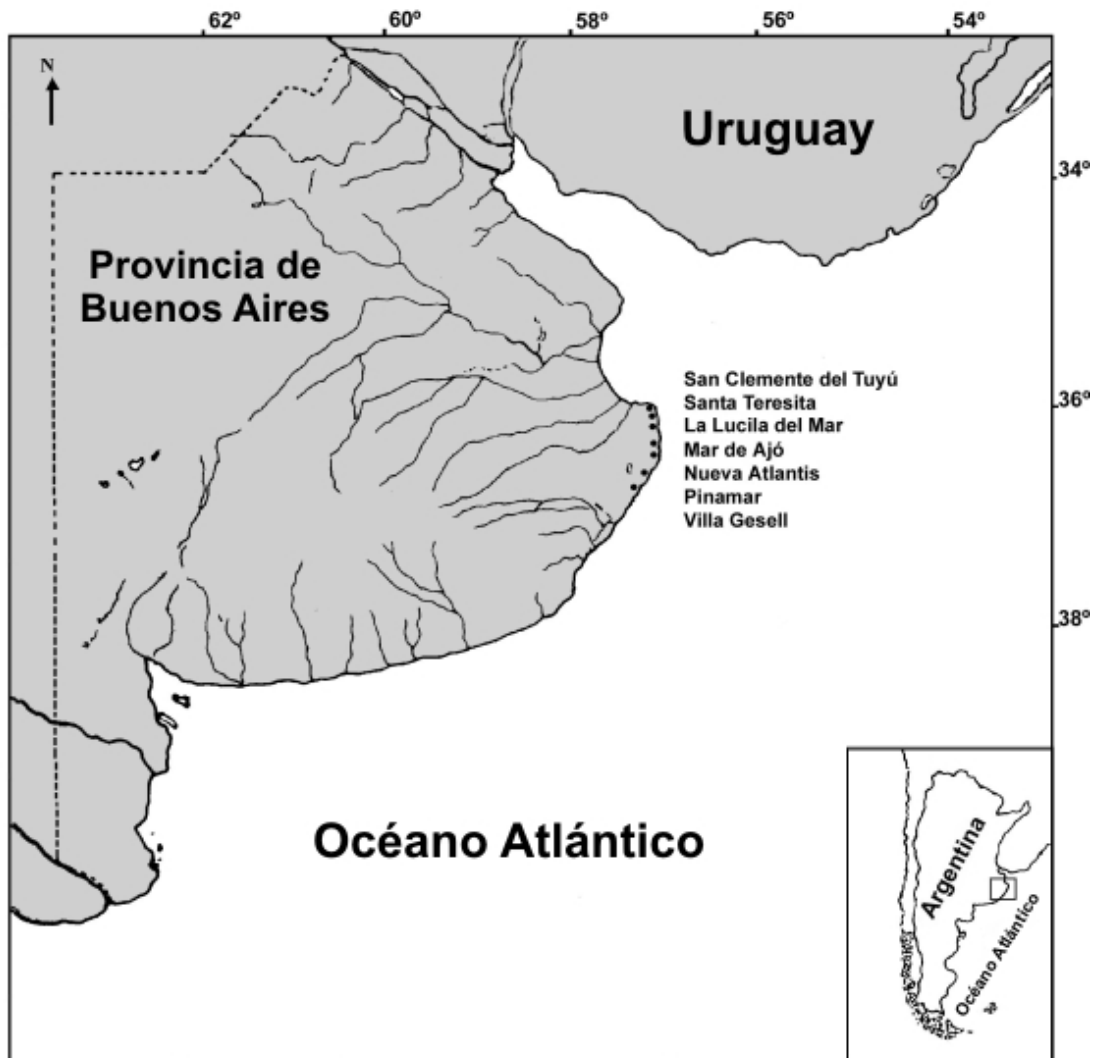 62º 60º 58º 56º 54º
N
Uruguay
34º
Provincia de
Buenos Aires
San Clemente del Tuyú
Santa Teresita
36º
La Lucila del Mar
Mar de Ajó
Nueva Atlantis
Pinamar
Villa Gesell
38º
Océano Atlántico
Argentina
Océano Atlántico